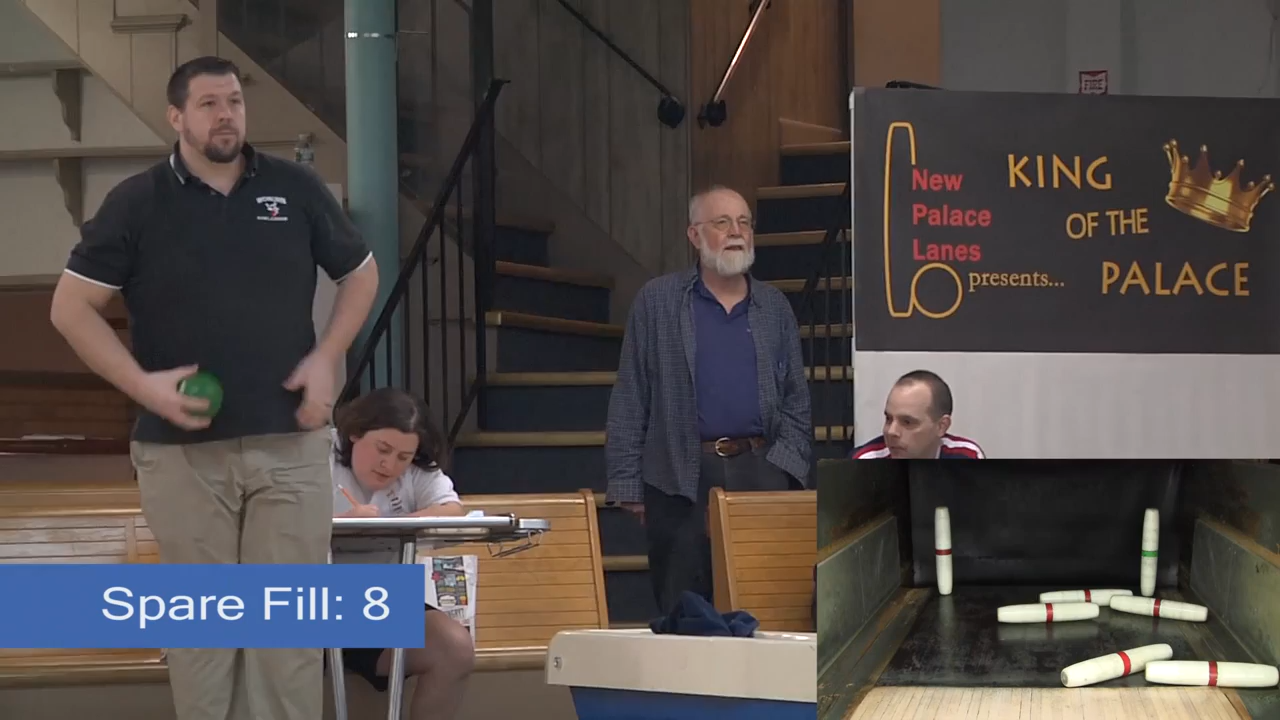 FIRE
New
Palace
Lanes
presents...
KING
OF THE
PALACE
Spare Fill: 8